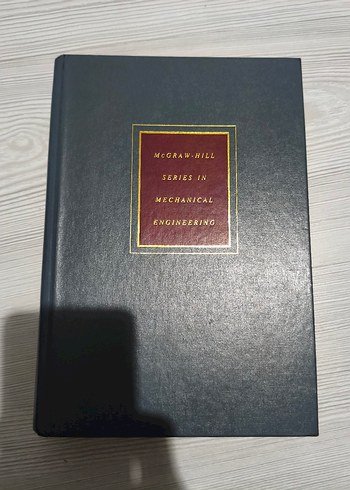 McGRAW-HILL
SERIES IN
MECHANICAL
ENGINEERING